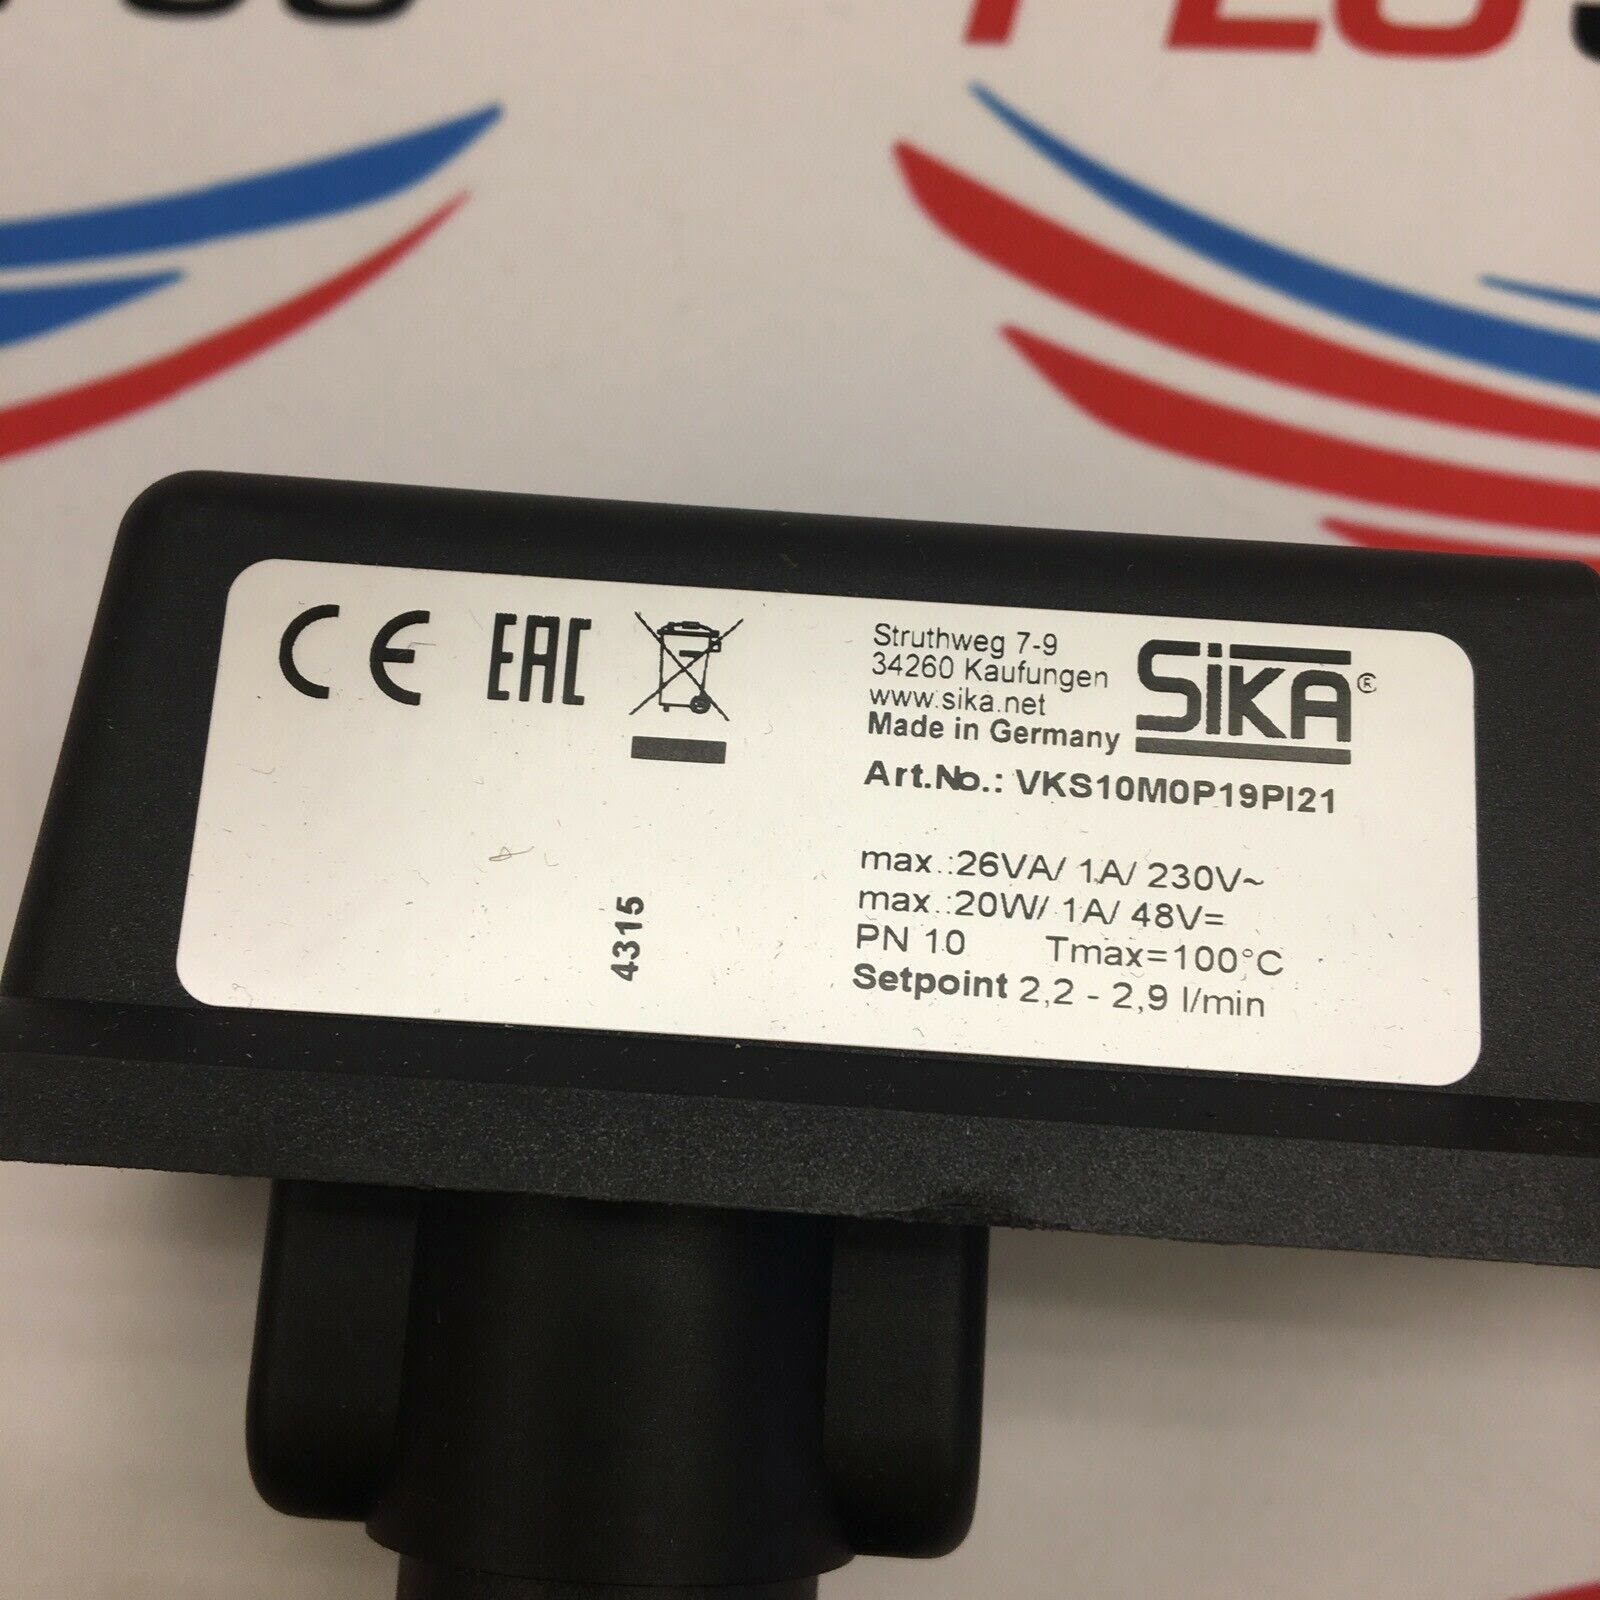 CE EAC
Struthweg 7-9
34260 Kaufungen
www.sika.net
Made in Germany
SiKA®
Art.No.: VKS10M0P19PI21
max.:26VA/ 1A/ 230V~
max.:20W/ 1A/ 48V=
PN 10 Tmax=100°C
Setpoint 2,2 - 2,9 l/min
4315